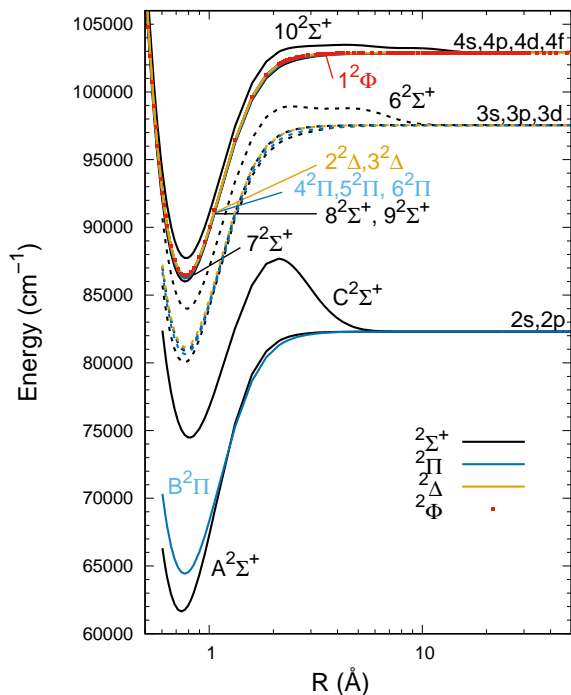 105000
100000
95000
90000
85000
80000
75000
70000
65000
60000
Energy (cm⁻¹)
10²Σ⁺
4s,4p,4d,4f
1²Φ
6²Σ⁺
3s,3p,3d
2²Δ,3²Δ
4²Π,5²Π, 6²Π
8²Σ⁺, 9²Σ⁺
7²Σ⁺
C²Σ⁺
2s,2p
B²Π
A²Σ⁺
²Σ⁺
²Π
²Δ
²Φ
1
10
R (Å)